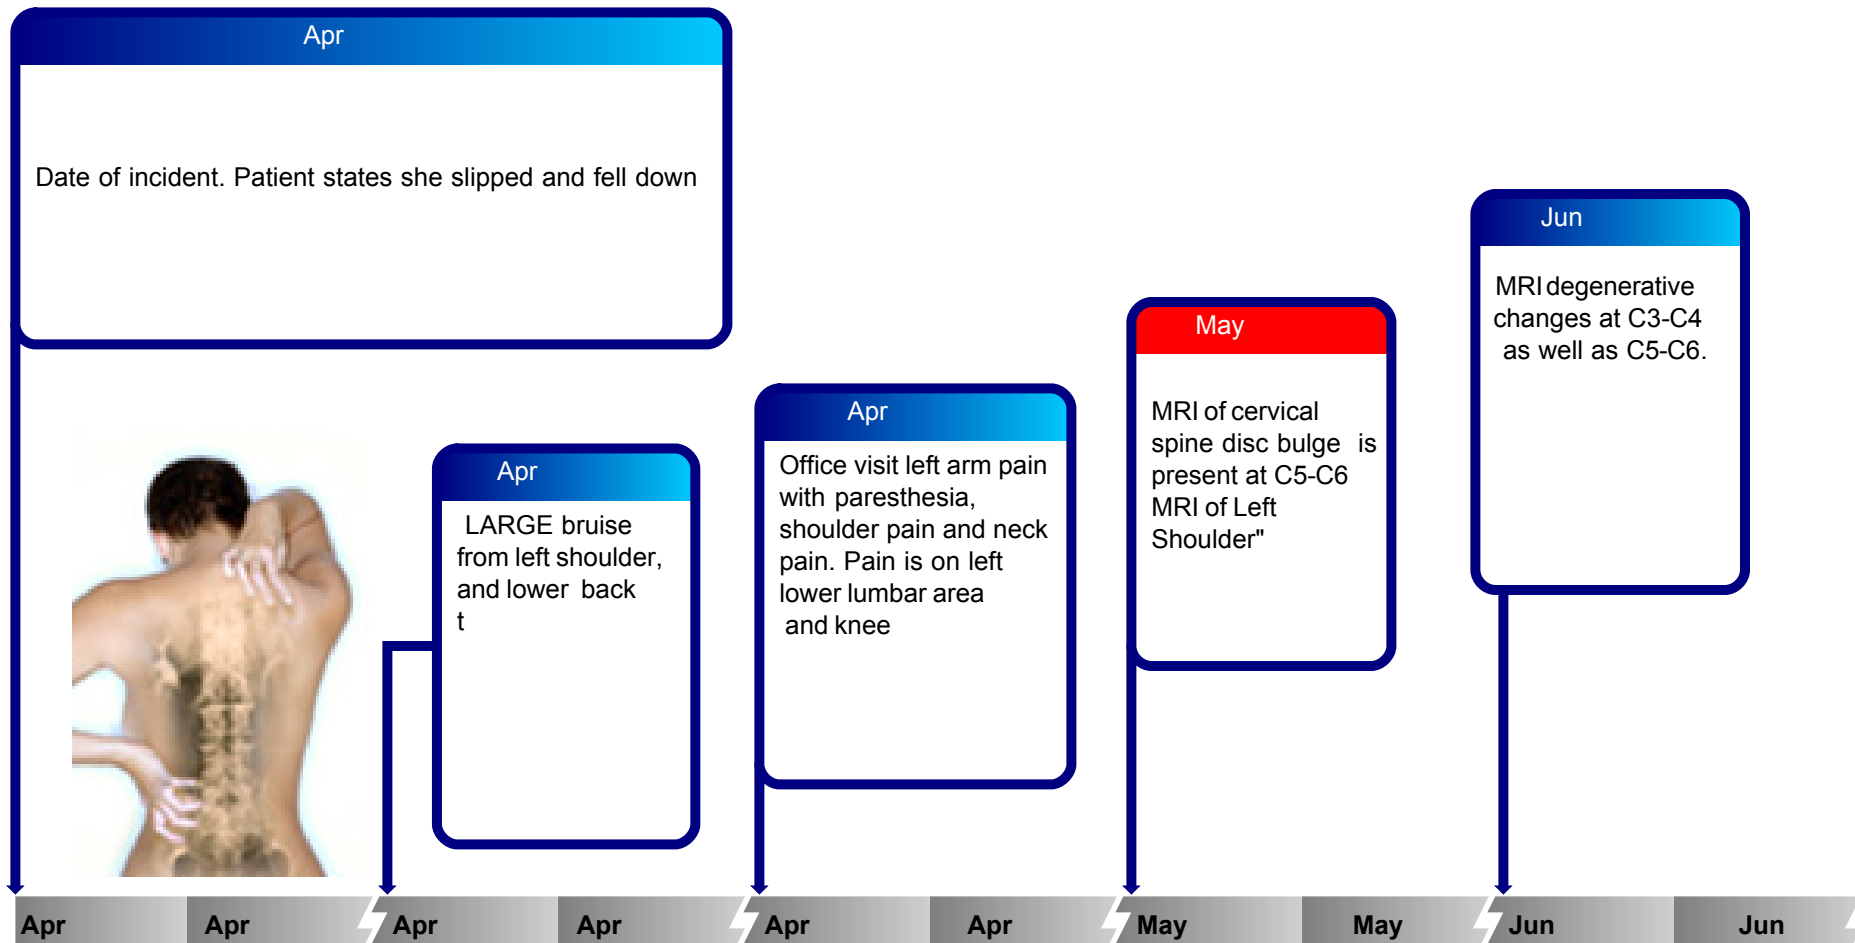 Apr
Date of incident. Patient states she slipped and fell down
Apr
LARGE bruise
from left shoulder,
and lower back
t
Apr
Office visit left arm pain
with paresthesia,
shoulder pain and neck
pain. Pain is on left
lower lumbar area
and knee
May
MRI of cervical
spine disc bulge is
present at C5-C6
MRI of Left
Shoulder"
Jun
MRI degenerative
changes at C3-C4
as well as C5-C6.
Apr Apr Apr Apr Apr Apr May May Jun Jun